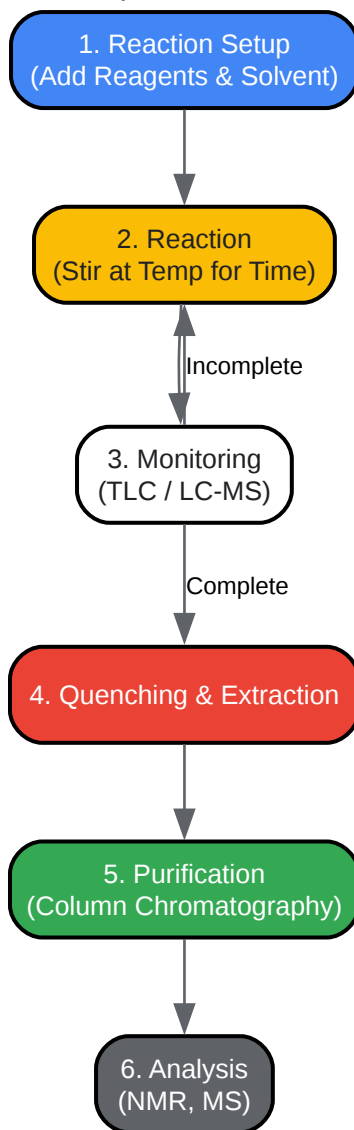 1. Reaction Setup
(Add Reagents & Solvent)
2. Reaction
(Stir at Temp for Time)
Incomplete
3. Monitoring
(TLC / LC-MS)
Complete
4. Quenching & Extraction
5. Purification
(Column Chromatography)
6. Analysis
(NMR, MS)